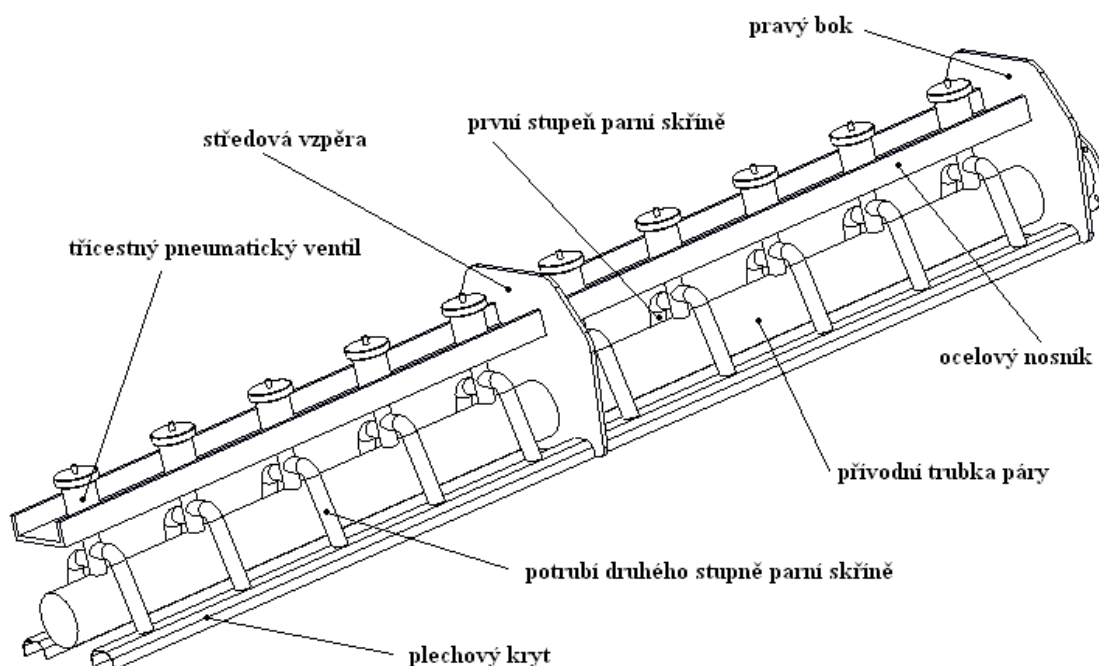 pravý bok
první stupeň parní skříně
středová vzpěra
třícestný pneumatický ventil
ocelový nosník
přívodní trubka páry
potrubí druhého stupně parní skříně
plechový kryt